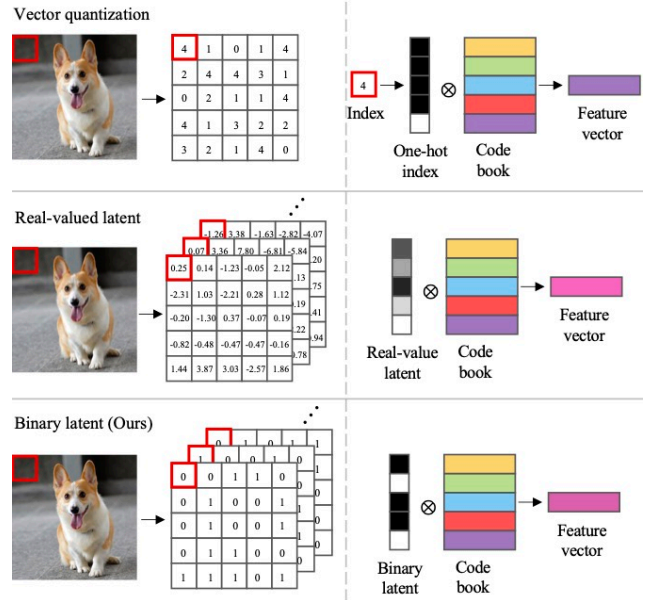 Vector quantization
4 1 0 1 4
2 4 4 3 1
0 2 1 1 4
4 1 3 2 2
3 2 1 4 0
4
Index
One-hot
index
Code
book
Feature
vector
Real-valued latent
-1.26 3.38 -1.63 -2.82 -4.07
0.07 3.36 7.80 -6.81 -5.84
0.25 0.14 -1.23 -0.05 2.12
-2.31 1.03 -2.21 0.28 1.12
-0.20 -1.30 0.37 -0.07 0.19
-0.82 -0.48 -0.47 -0.47 -0.16
1.44 3.87 3.03 -2.57 1.86
Real-value
latent
Code
book
Feature
vector
Binary latent (Ours)
0 0 1 1 0
0 1 0 0 1
0 1 0 0 1
0 1 1 0 0
1 1 1 0 1
Binary
latent
Code
book
Feature
vector